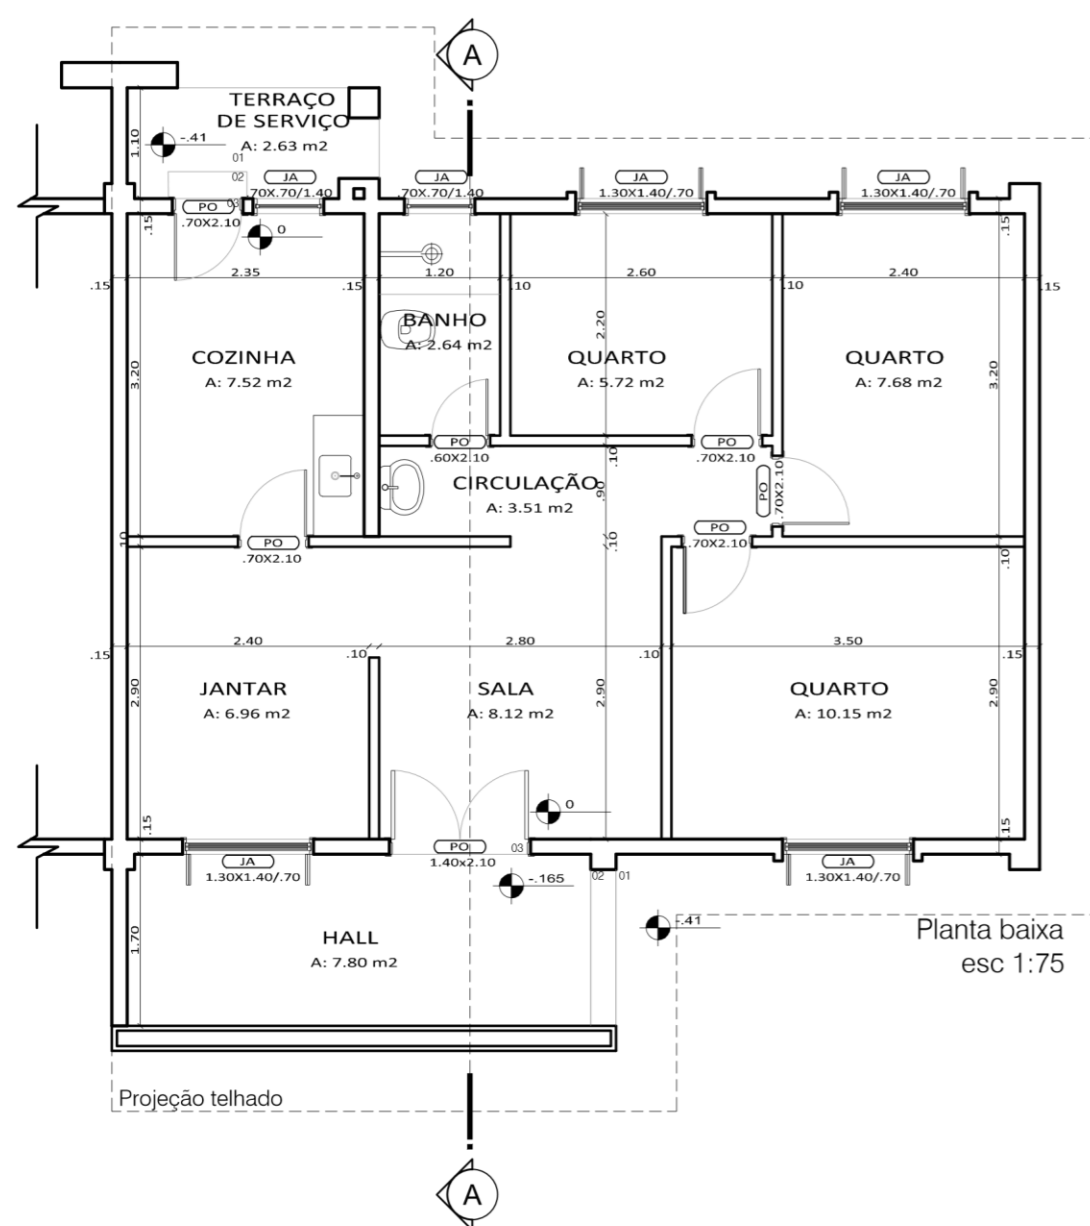 A
TERRAÇO
DE SERVIÇO
A: 2.63 m2
-.41
1.10
01
02
03
JA
.70X.70/1.40
JA
.70X.70/1.40
JA
1.30X1.40/.70
JA
1.30X1.40/.70
PO
.70X2.10
0
.15
.15
.15
2.35
.15
1.20
.10
2.60
.10
2.40
.15
BANHO
A: 2.64 m2
2.20
COZINHA
A: 7.52 m2
QUARTO
A: 5.72 m2
QUARTO
A: 7.68 m2
3.20
3.20
PO
.60X2.10
PO
.70X2.10
.10
CIRCULAÇÃO
A: 3.51 m2
.90
PO
.70X2.10
PO
.70X2.10
PO
.70X2.10
.10
.10
.10
.15
2.40
.10
2.80
.10
3.50
.15
JANTAR
A: 6.96 m2
SALA
A: 8.12 m2
QUARTO
A: 10.15 m2
2.90
2.90
2.90
0
.15
.15
JA
1.30X1.40/.70
PO
1.40x2.10
03
JA
1.30X1.40/.70
-.165
02
01
-.41
1.70
HALL
A: 7.80 m2
Planta baixa
esc 1:75
Projeção telhado
A